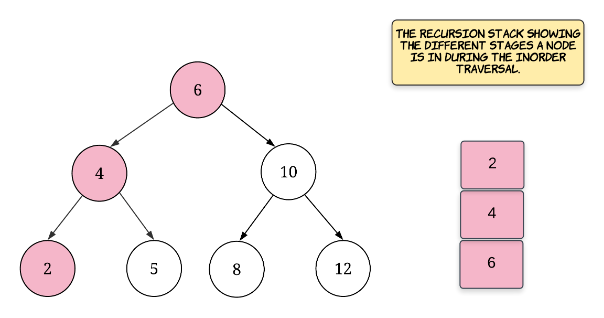 THE RECURSION STACK SHOWING
THE DIFFERENT STAGES A NODE
IS IN DURING THE INORDER
TRAVERSAL.
6
4
10
2
5
8
12
2
4
6